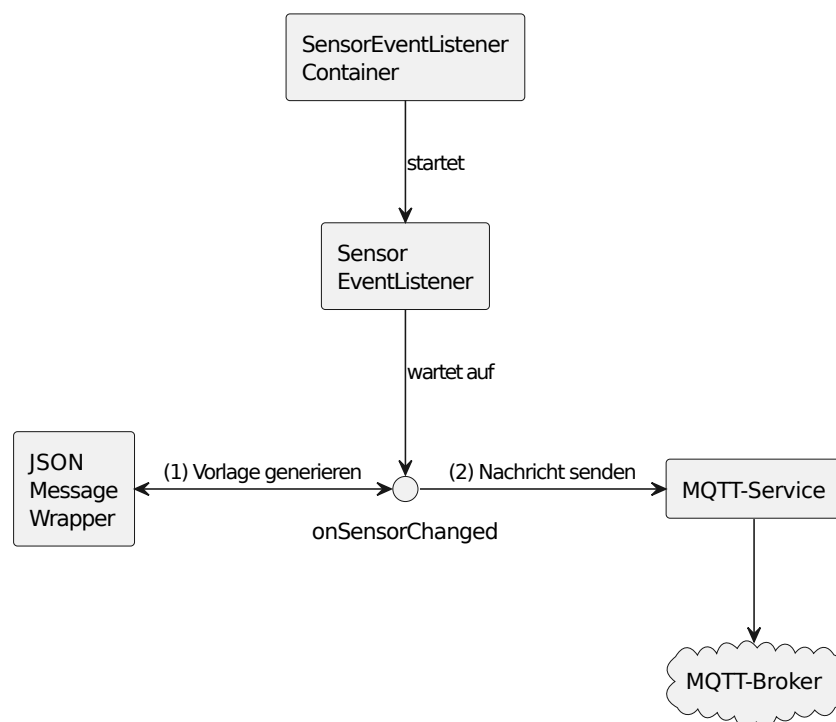 SensorEventListener
Container
startet
Sensor
EventListener
wartet auf
JSON
Message
Wrapper
(1) Vorlage generieren
(2) Nachricht senden
MQTT-Service
onSensorChanged
MQTT-Broker